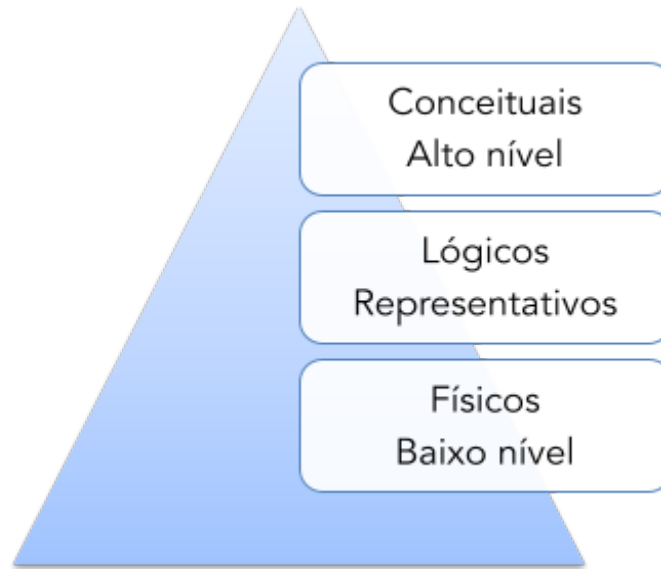 Conceituais
Alto nível
Lógicos
Representativos
Físicos
Baixo nível